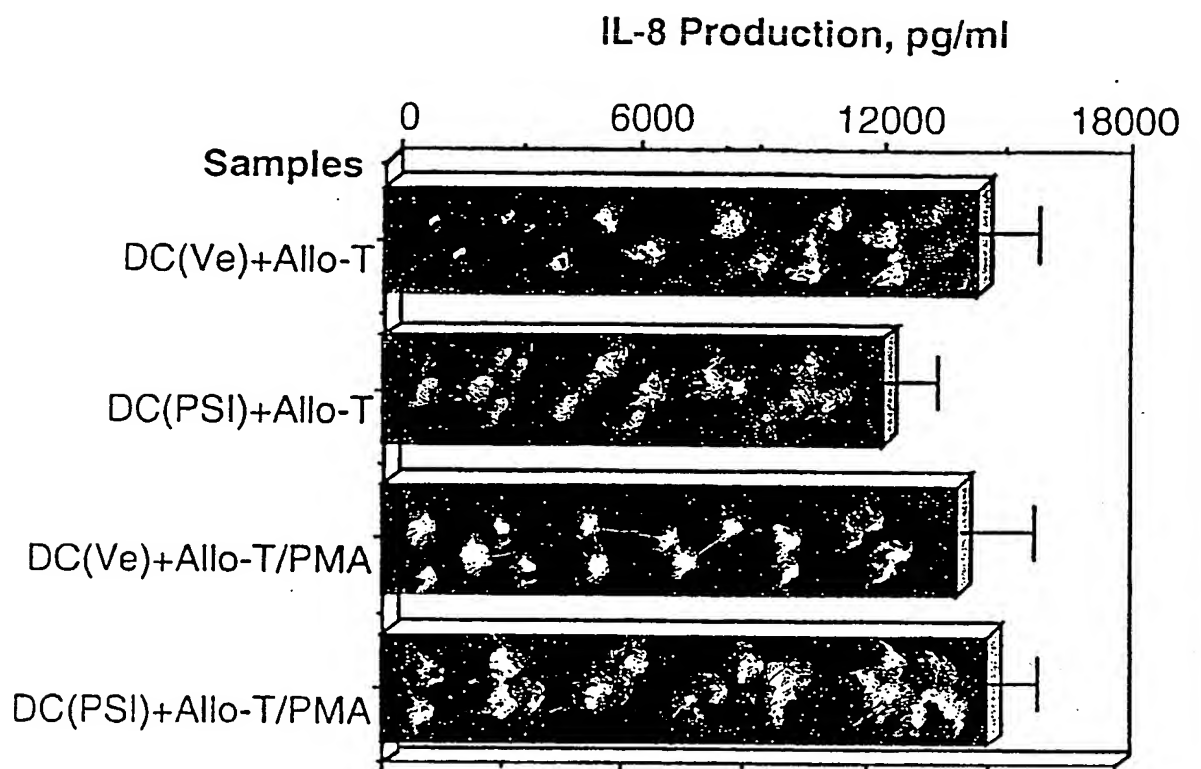 IL-8 Production, pg/ml
0 6000 12000 18000
Samples
DC(Ve)+Allo-T
DC(PSI)+Allo-T
DC(Ve)+Allo-T/PMA
DC(PSI)+Allo-T/PMA